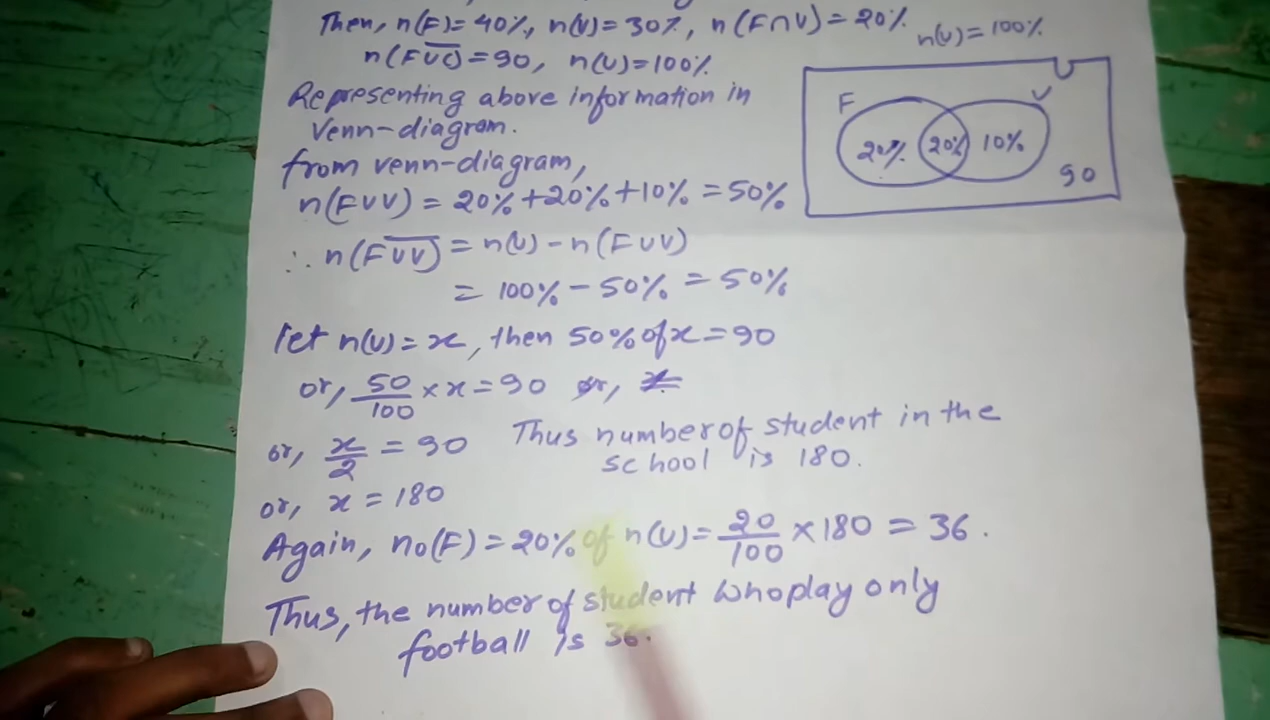 Then, n(F)=40%, n(V)=30%, n(F∩V)=20%
n(U)=100%
n(F̅U̅C̅)=90, n(U)=100%
Representing above information in
Venn-diagram.
from venn-diagram,
n(FUV) = 20%+20%+10% = 50%
U
F
V
20%
20%
10%
90
∴ n(F̅U̅V̅) = n(U) - n(FUV)
= 100% - 50% = 50%
let n(U)=x, then 50% of x=90
or, 50/100 × x = 90 or, x
or, x/2 = 90
Thus number of student in the
school is 180.
or, x = 180
Again, no(F) = 20% of n(U) = 20/100 × 180 = 36.
Thus, the number of student who play only
football is 36.